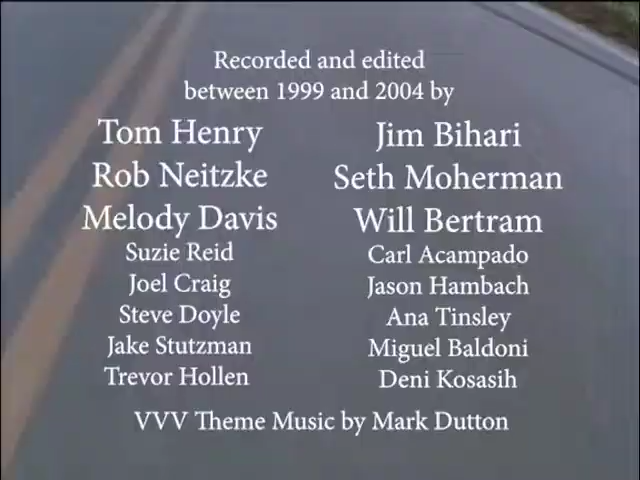 Recorded and edited
between 1999 and 2004 by
Tom Henry
Rob Neitzke
Melody Davis
Suzie Reid
Joel Craig
Steve Doyle
Jake Stutzman
Trevor Hollen
Jim Bihari
Seth Moherman
Will Bertram
Carl Acampado
Jason Hambach
Ana Tinsley
Miguel Baldoni
Deni Kosasih
VVV Theme Music by Mark Dutton